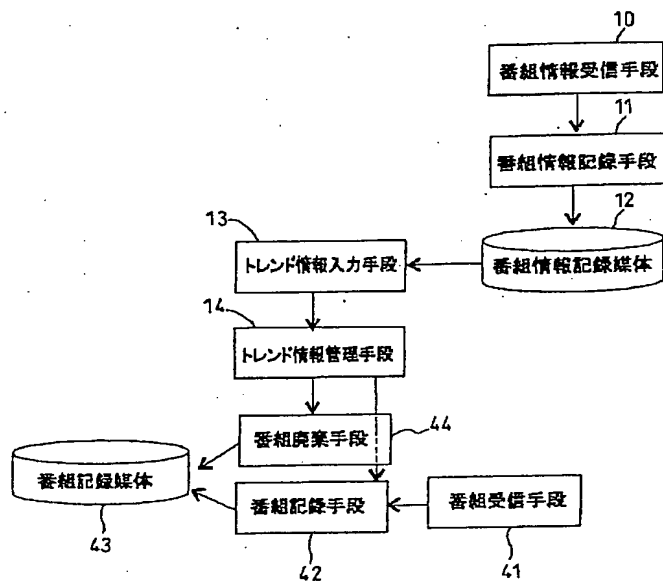 10
番組情報受信手段
11
番組情報記録手段
12
番組情報記録媒体
13
トレンド情報入力手段
14
トレンド情報管理手段
番組廃棄手段
44
番組記録媒体
43
番組記録手段
42
番組受信手段
41